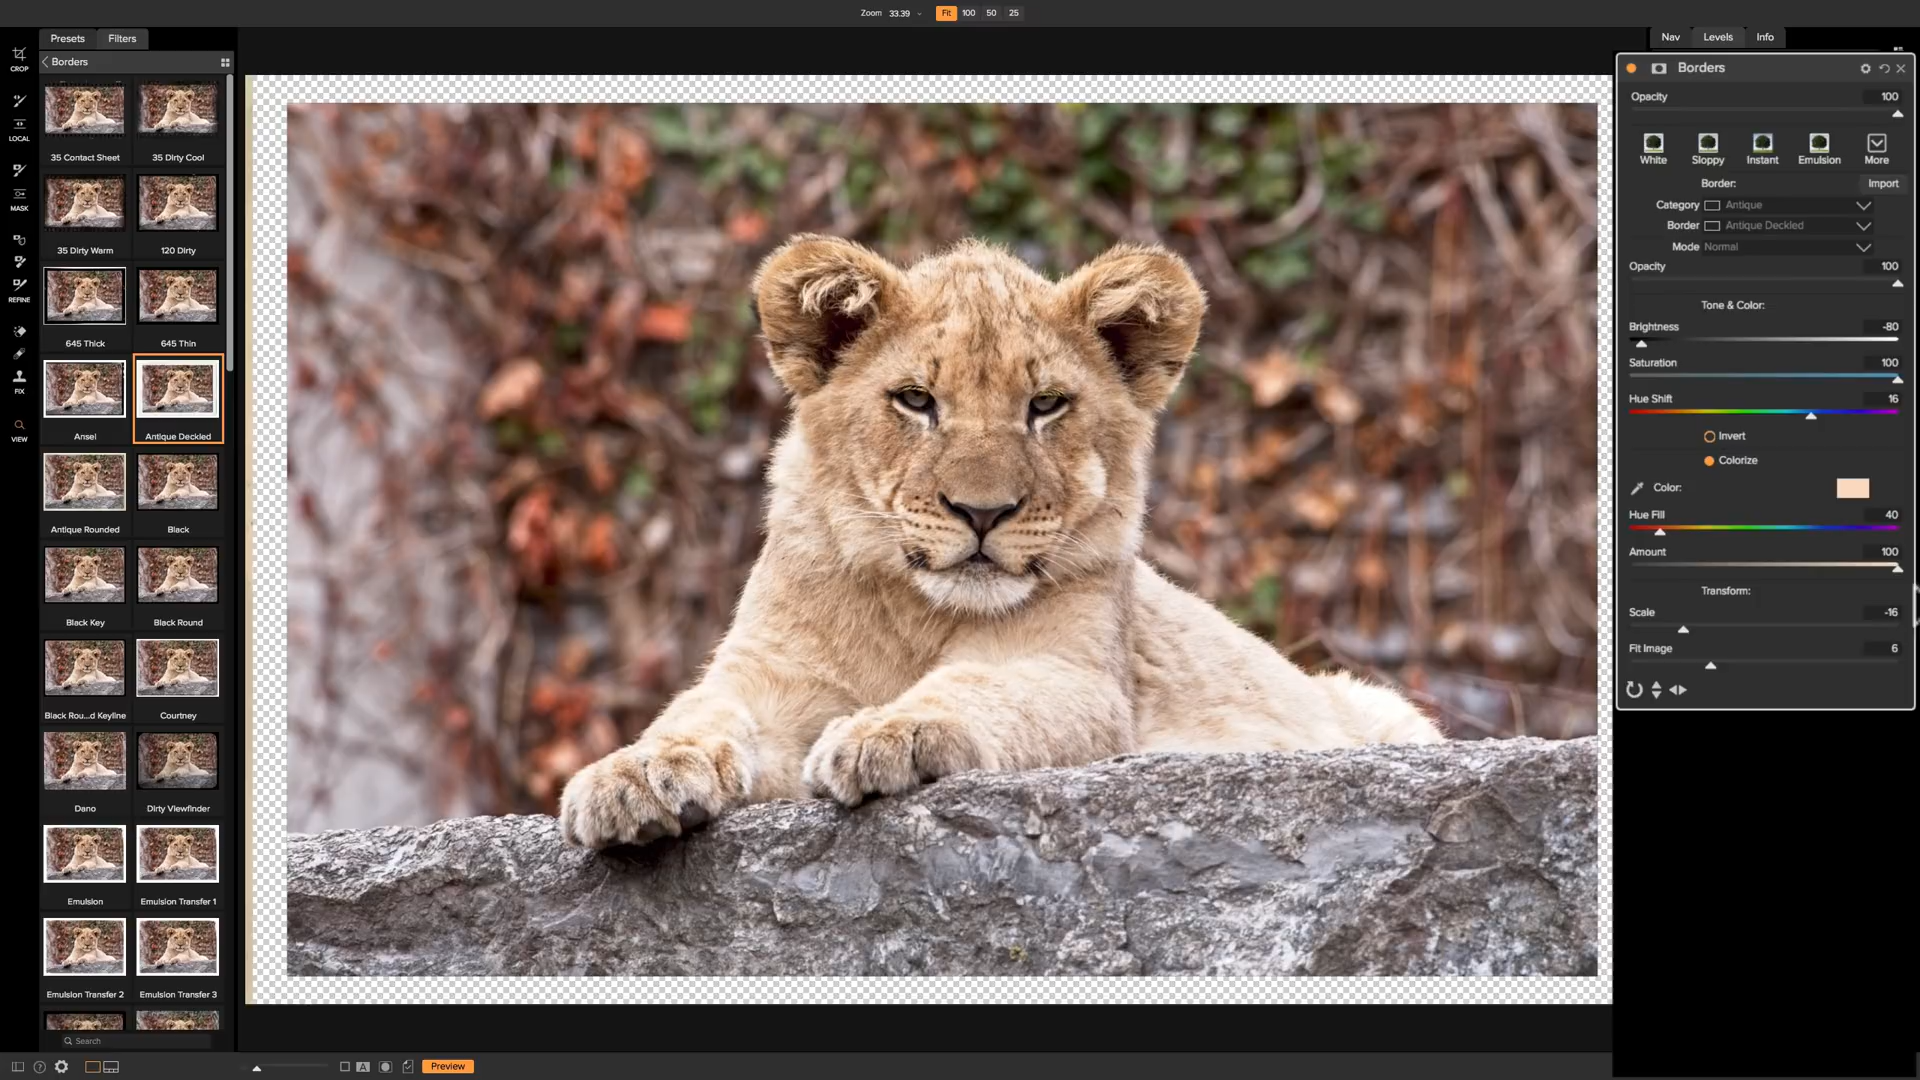 Zoom 33.39 Fit 100 50 25
Presets Filters
Borders
CROP
LOCAL
MASK
REFINE
FIX
VIEW
35 Contact Sheet 35 Dirty Cool
35 Dirty Warm 120 Dirty
645 Thick 645 Thin
Ansel Antique Deckled
Antique Rounded Black
Black Key Black Round
Black Rou...d Keyline Courtney
Dano Dirty Viewfinder
Emulsion Emulsion Transfer 1
Emulsion Transfer 2 Emulsion Transfer 3
Search
A Preview
Nav Levels Info
Borders
Opacity 100
White Sloppy Instant Emulsion More
Border: Import
Category Antique
Border Antique Deckled
Mode Normal
Opacity 100
Tone & Color:
Brightness -80
Saturation 100
Hue Shift 16
Invert
Colorize
Color:
Hue Fill 40
Amount 100
Transform:
Scale -16
Fit Image 6